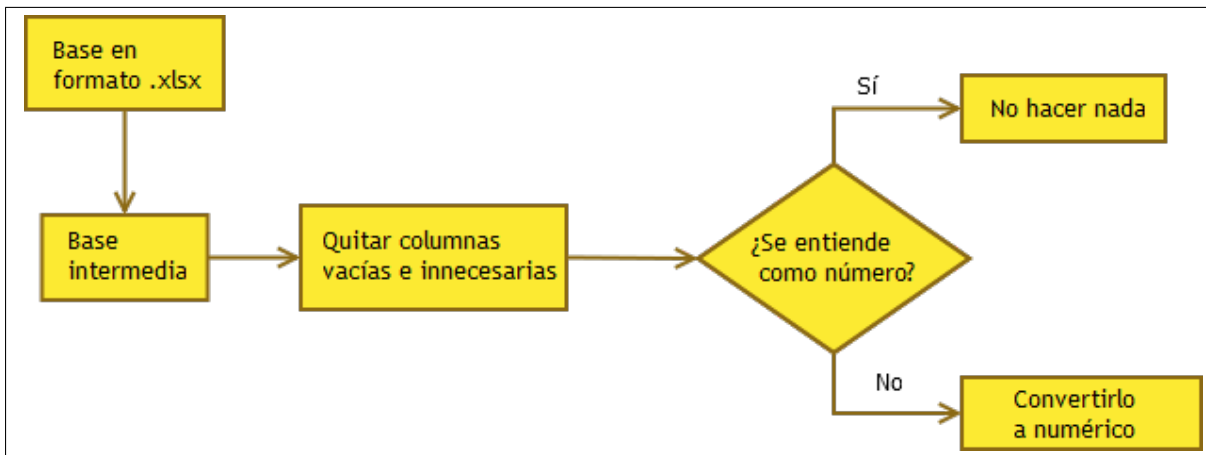 Base en
formato .xlsx
Base
intermedia
Quitar columnas
vacías e innecesarias
¿Se entiende
como número?
Sí
No hacer nada
No
Convertirlo
a numérico